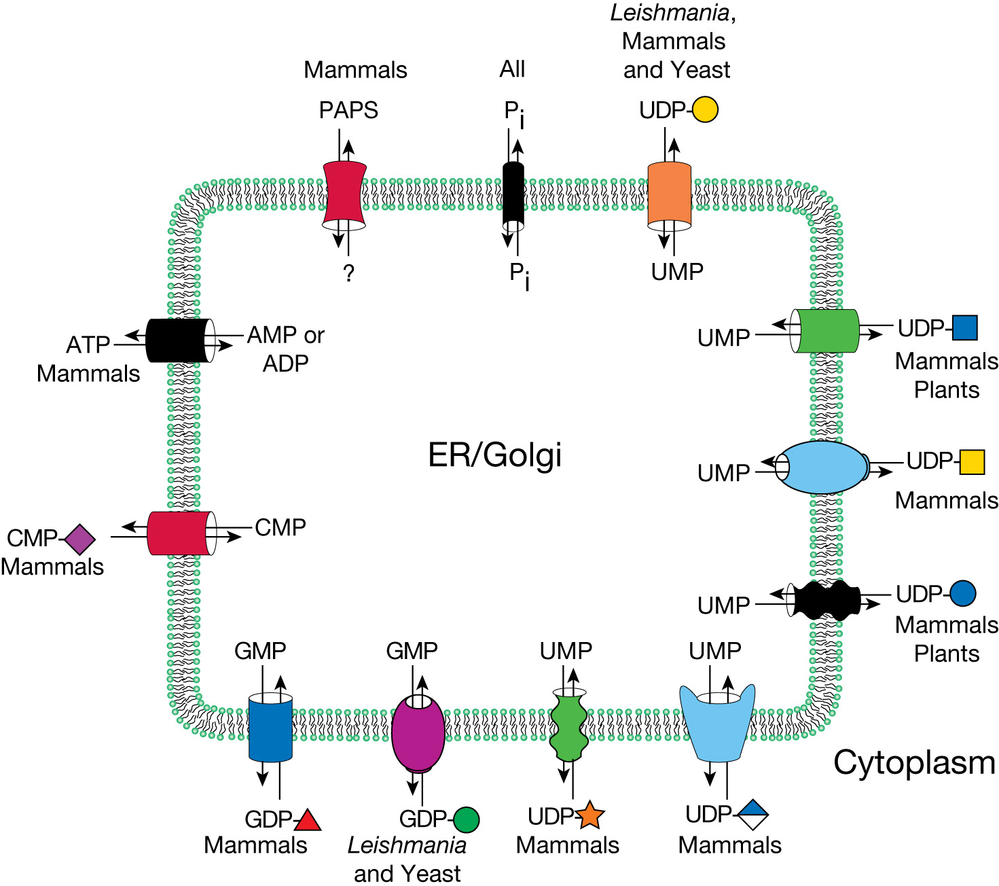 Leishmania,
Mammals
and Yeast
Mammals
All
PAPS
Pi
UDP
?
Pi
UMP
ATP
Mammals
AMP or
ADP
UMP
UDP
Mammals
Plants
ER/Golgi
UMP
UDP
Mammals
CMP
Mammals
CMP
UMP
UDP
Mammals
Plants
GMP
GMP
UMP
UMP
Cytoplasm
GDP
Mammals
GDP
Leishmania
and Yeast
UDP
Mammals
UDP
Mammals